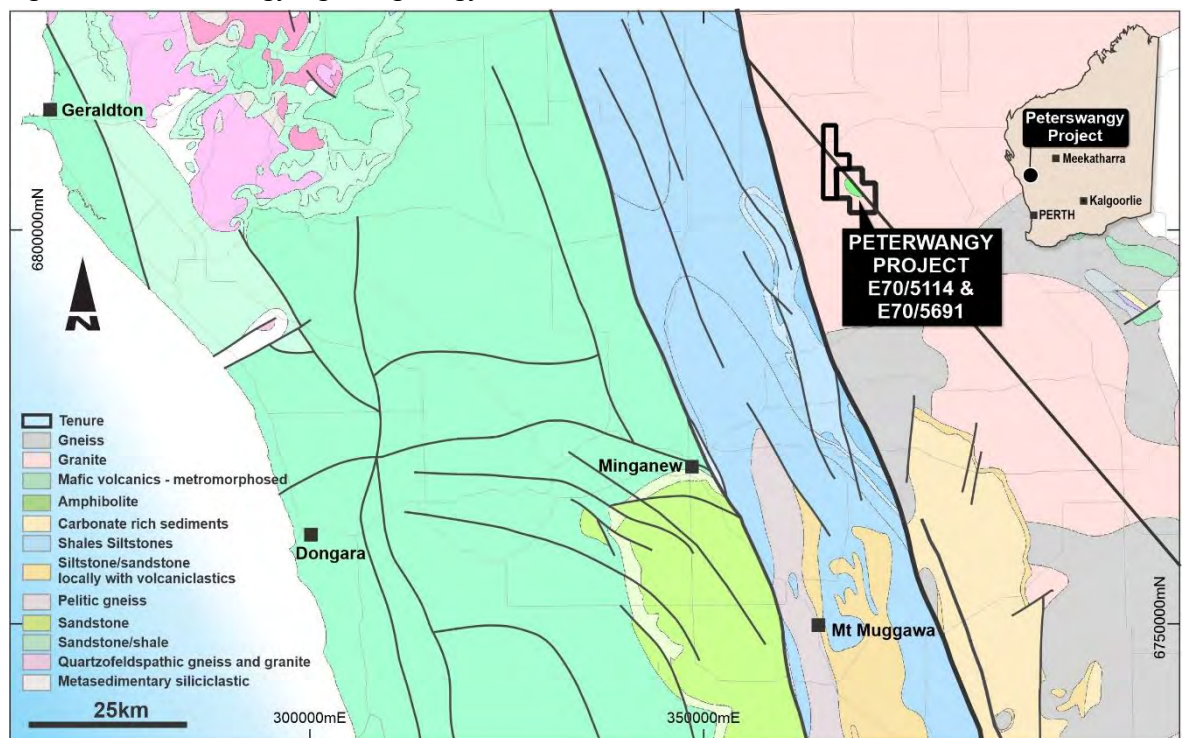 Geraldton
6800000mN
N
Peterswangy
Project
Meekatharra
Kalgoorlie
PERTH
PETERWANGY
PROJECT
E70/5114 &
E70/5691
Minganew
Dongara
Mt Muggawa
6750000mN
Tenure
Gneiss
Granite
Mafic volcanics - metromorphosed
Amphibolite
Carbonate rich sediments
Shales Siltstones
Siltstone/sandstone
locally with volcaniclastics
Pelitic gneiss
Sandstone
Sandstone/shale
Quartzofeldspathic gneiss and granite
Metasedimentary siliciclastic
25km
300000mE
350000mE